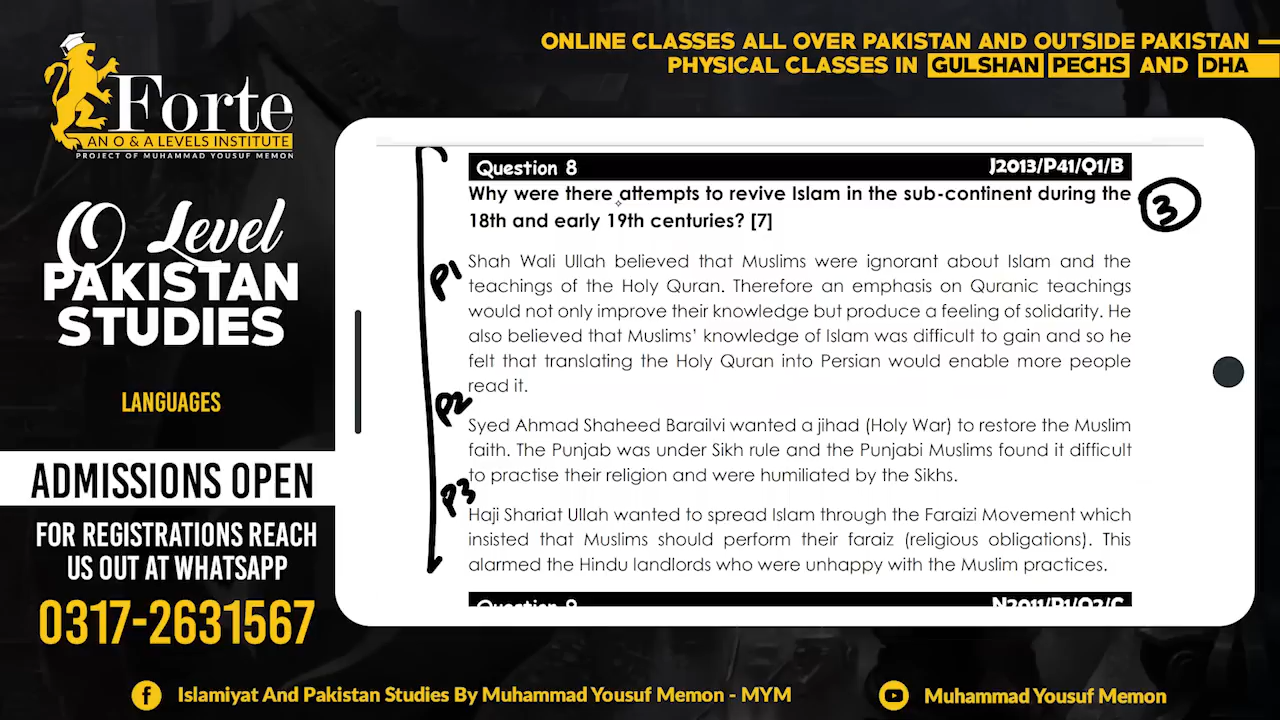 ONLINE CLASSES ALL OVER PAKISTAN AND OUTSIDE PAKISTAN
PHYSICAL CLASSES IN GULSHAN PECHS AND DHA
Forte
AN O & A LEVELS INSTITUTE
PROJECT OF MUHAMMAD YOUSUF MEMON
O Level
PAKISTAN
STUDIES
LANGUAGES
ADMISSIONS OPEN
FOR REGISTRATIONS REACH
US OUT AT WHATSAPP
0317-2631567
Question 8 J2013/P41/Q1/B
Why were there attempts to revive Islam in the sub-continent during the
18th and early 19th centuries? [7]
3
P1
Shah Wali Ullah believed that Muslims were ignorant about Islam and the
teachings of the Holy Quran. Therefore an emphasis on Quranic teachings
would not only improve their knowledge but produce a feeling of solidarity. He
also believed that Muslims' knowledge of Islam was difficult to gain and so he
felt that translating the Holy Quran into Persian would enable more people
read it.
P2
Syed Ahmad Shaheed Barailvi wanted a jihad (Holy War) to restore the Muslim
faith. The Punjab was under Sikh rule and the Punjabi Muslims found it difficult
to practise their religion and were humiliated by the Sikhs.
P3
Haji Shariat Ullah wanted to spread Islam through the Faraizi Movement which
insisted that Muslims should perform their faraiz (religious obligations). This
alarmed the Hindu landlords who were unhappy with the Muslim practices.
Question 9 N2011/P1/Q2/C
Islamiyat And Pakistan Studies By Muhammad Yousuf Memon - MYM
Muhammad Yousuf Memon